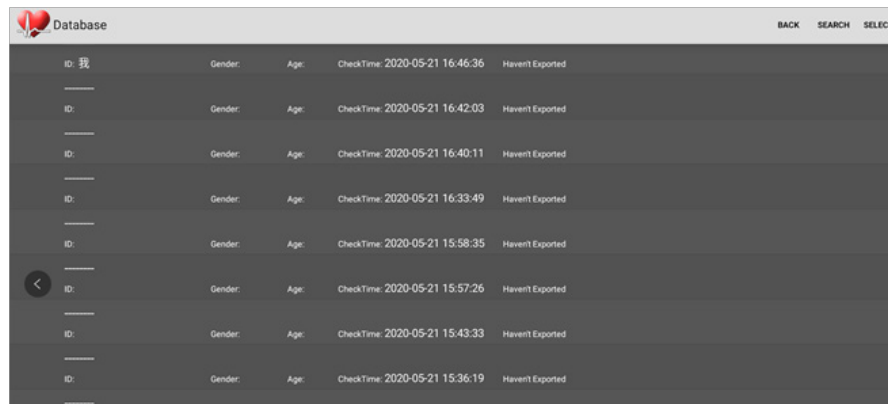 Database BACK SEARCH SELEC
ID: 我 Gender: Age: CheckTime: 2020-05-21 16:46:36 Haven't Exported
--------
ID: Gender: Age: CheckTime: 2020-05-21 16:42:03 Haven't Exported
--------
ID: Gender: Age: CheckTime: 2020-05-21 16:40:11 Haven't Exported
--------
ID: Gender: Age: CheckTime: 2020-05-21 16:33:49 Haven't Exported
--------
ID: Gender: Age: CheckTime: 2020-05-21 15:58:35 Haven't Exported
--------
ID: Gender: Age: CheckTime: 2020-05-21 15:57:26 Haven't Exported
--------
ID: Gender: Age: CheckTime: 2020-05-21 15:43:33 Haven't Exported
--------
ID: Gender: Age: CheckTime: 2020-05-21 15:36:19 Haven't Exported
--------